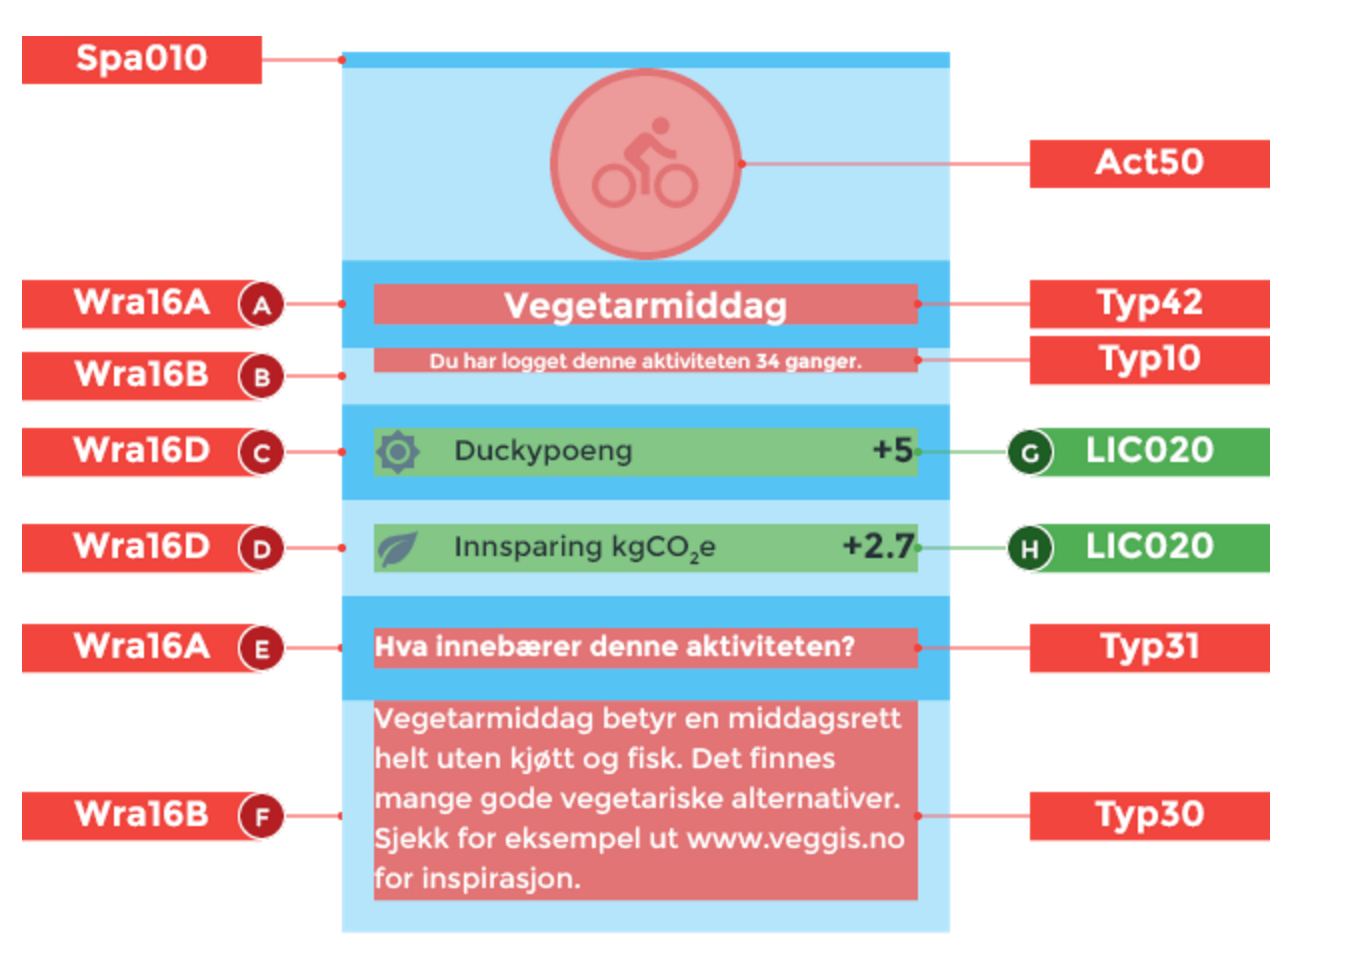 Spa010
Act50
Wra16A A Vegetarmiddag Typ42
Wra16B B Du har logget denne aktiviteten 34 ganger. Typ10
Wra16D C Duckypoeng +5 G LIC020
Wra16D D Innsparing kgCO₂e +2.7 H LIC020
Wra16A E Hva innebærer denne aktiviteten? Typ31
Vegetarmiddag betyr en middagsrett
helt uten kjøtt og fisk. Det finnes
mange gode vegetariske alternativer.
Sjekk for eksempel ut www.veggis.no
for inspirasjon.
Wra16B F Typ30